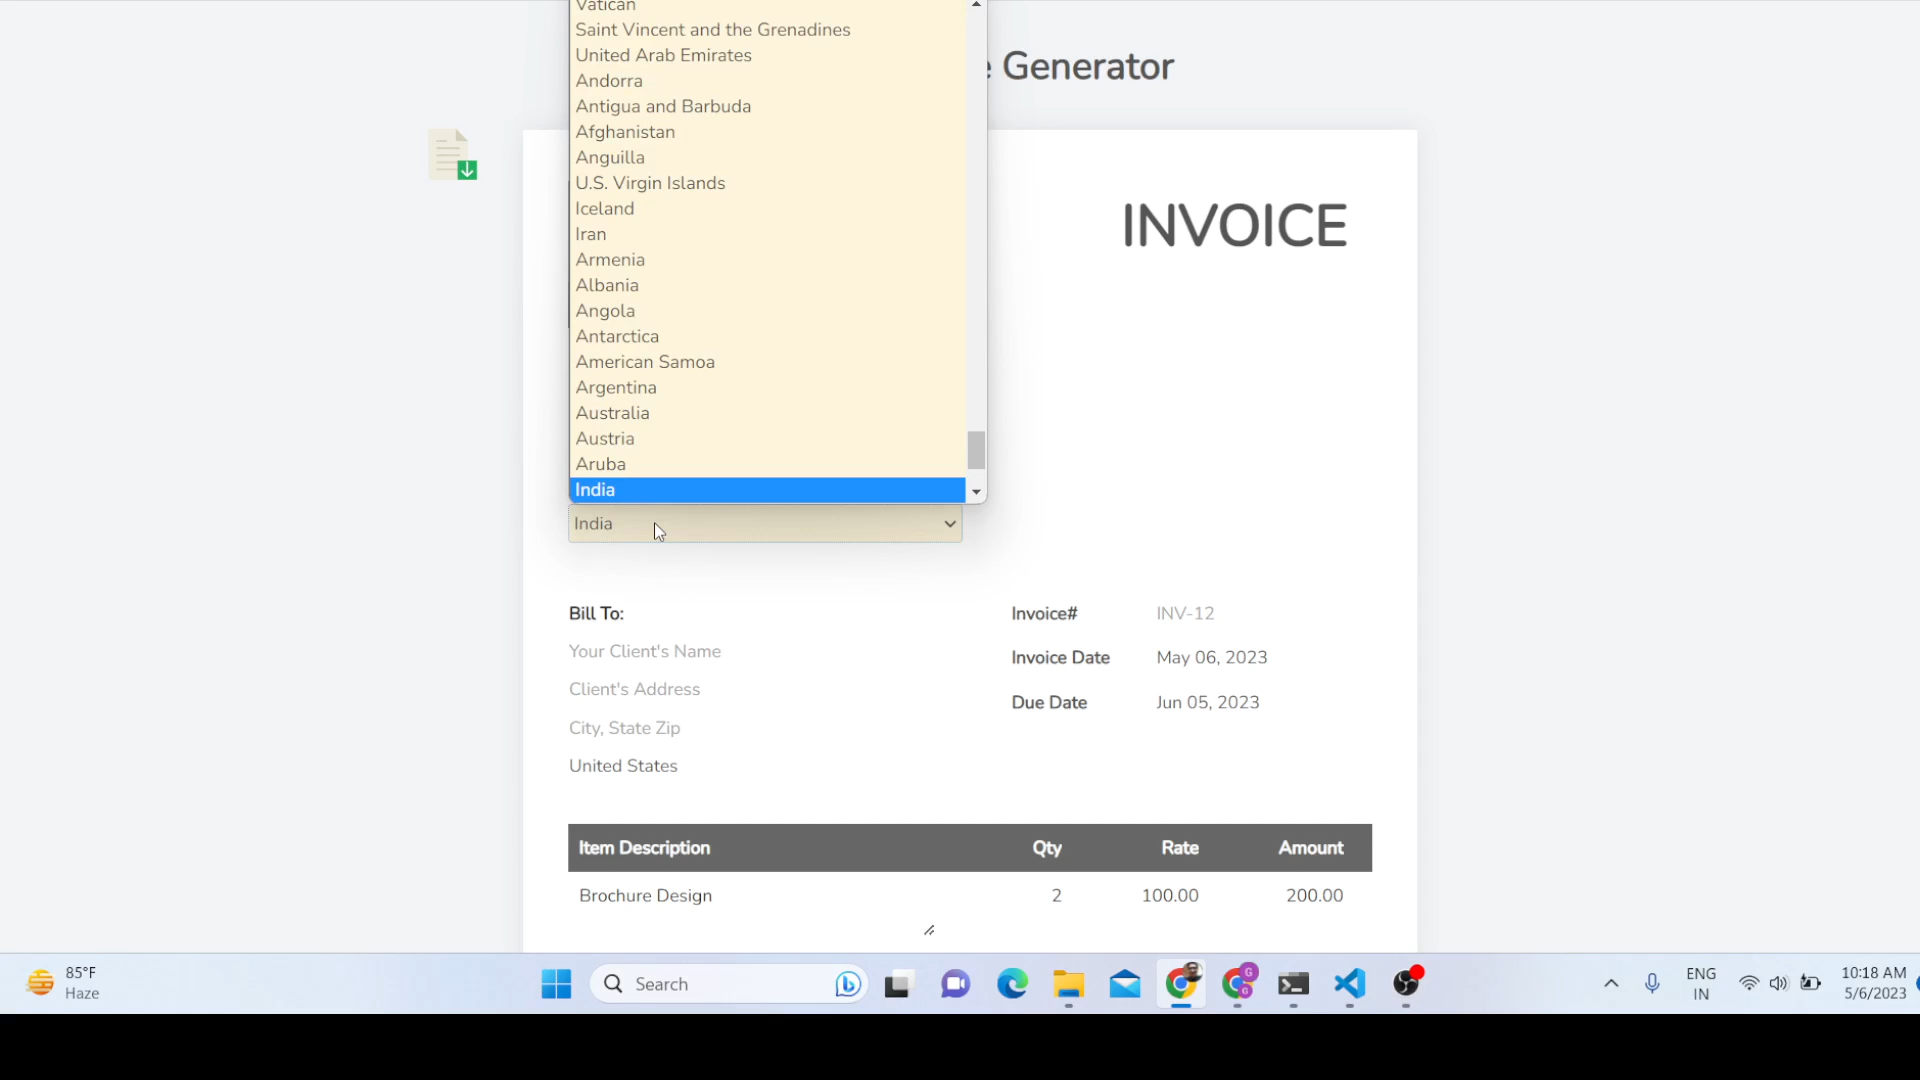 Vatican
Saint Vincent and the Grenadines
United Arab Emirates
Andorra
Antigua and Barbuda
Afghanistan
Anguilla
U.S. Virgin Islands
Iceland
Iran
Armenia
Albania
Angola
Antarctica
American Samoa
Argentina
Australia
Austria
Aruba
India
India
Generator
INVOICE
Bill To:
Your Client's Name
Client's Address
City, State Zip
United States
Invoice# INV-12
Invoice Date May 06, 2023
Due Date Jun 05, 2023
Item Description Qty Rate Amount
Brochure Design 2 100.00 200.00
85°F
Haze
Search
ENG
IN
10:18 AM
5/6/2023